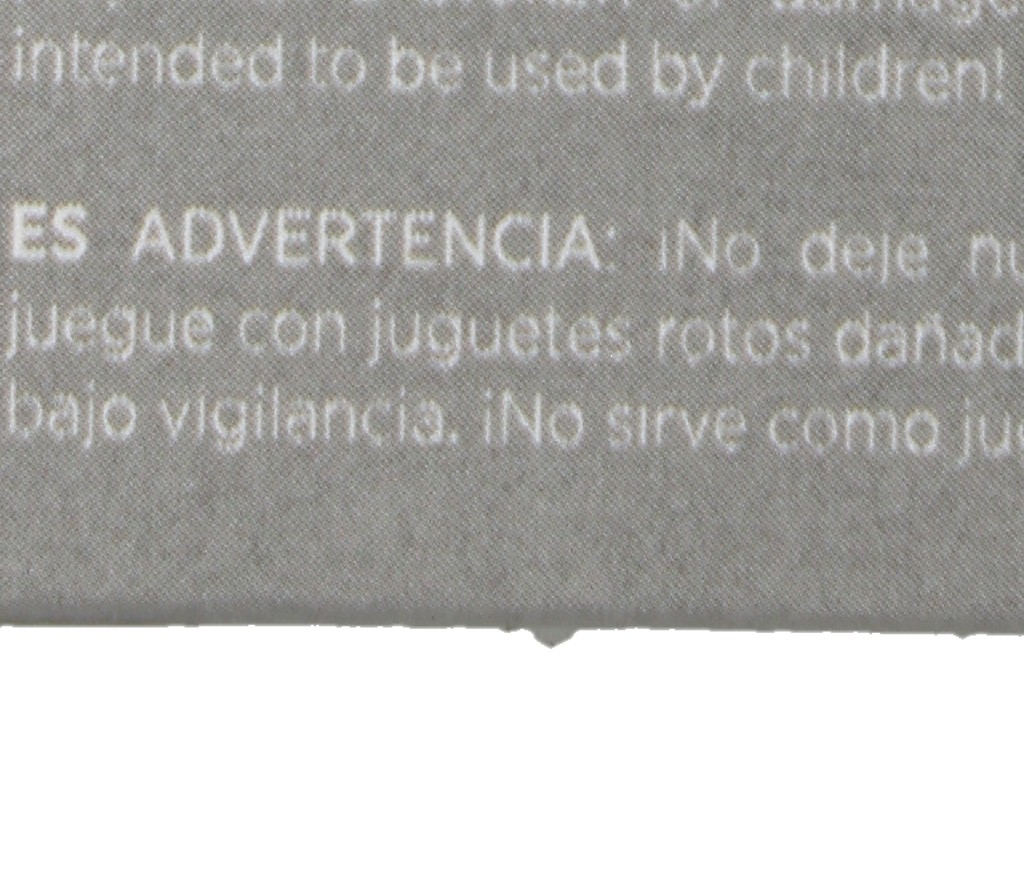 intended to be used by children!
ES ADVERTENCIA: ¡No deje
juegue con juguetes rotos
bajo vigilancia. ¡No sirve como